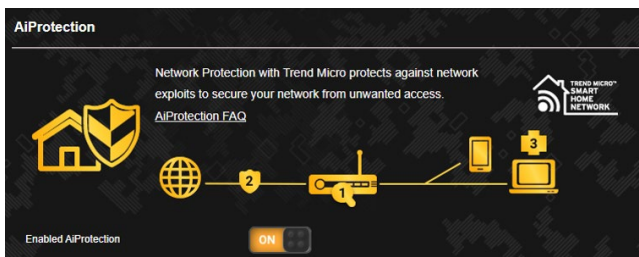 AiProtection
Network Protection with Trend Micro protects against network
exploits to secure your network from unwanted access.
AiProtection FAQ
TREND MICRO™
SMART
HOME
NETWORK
3
2
1
Enabled AiProtection
ON